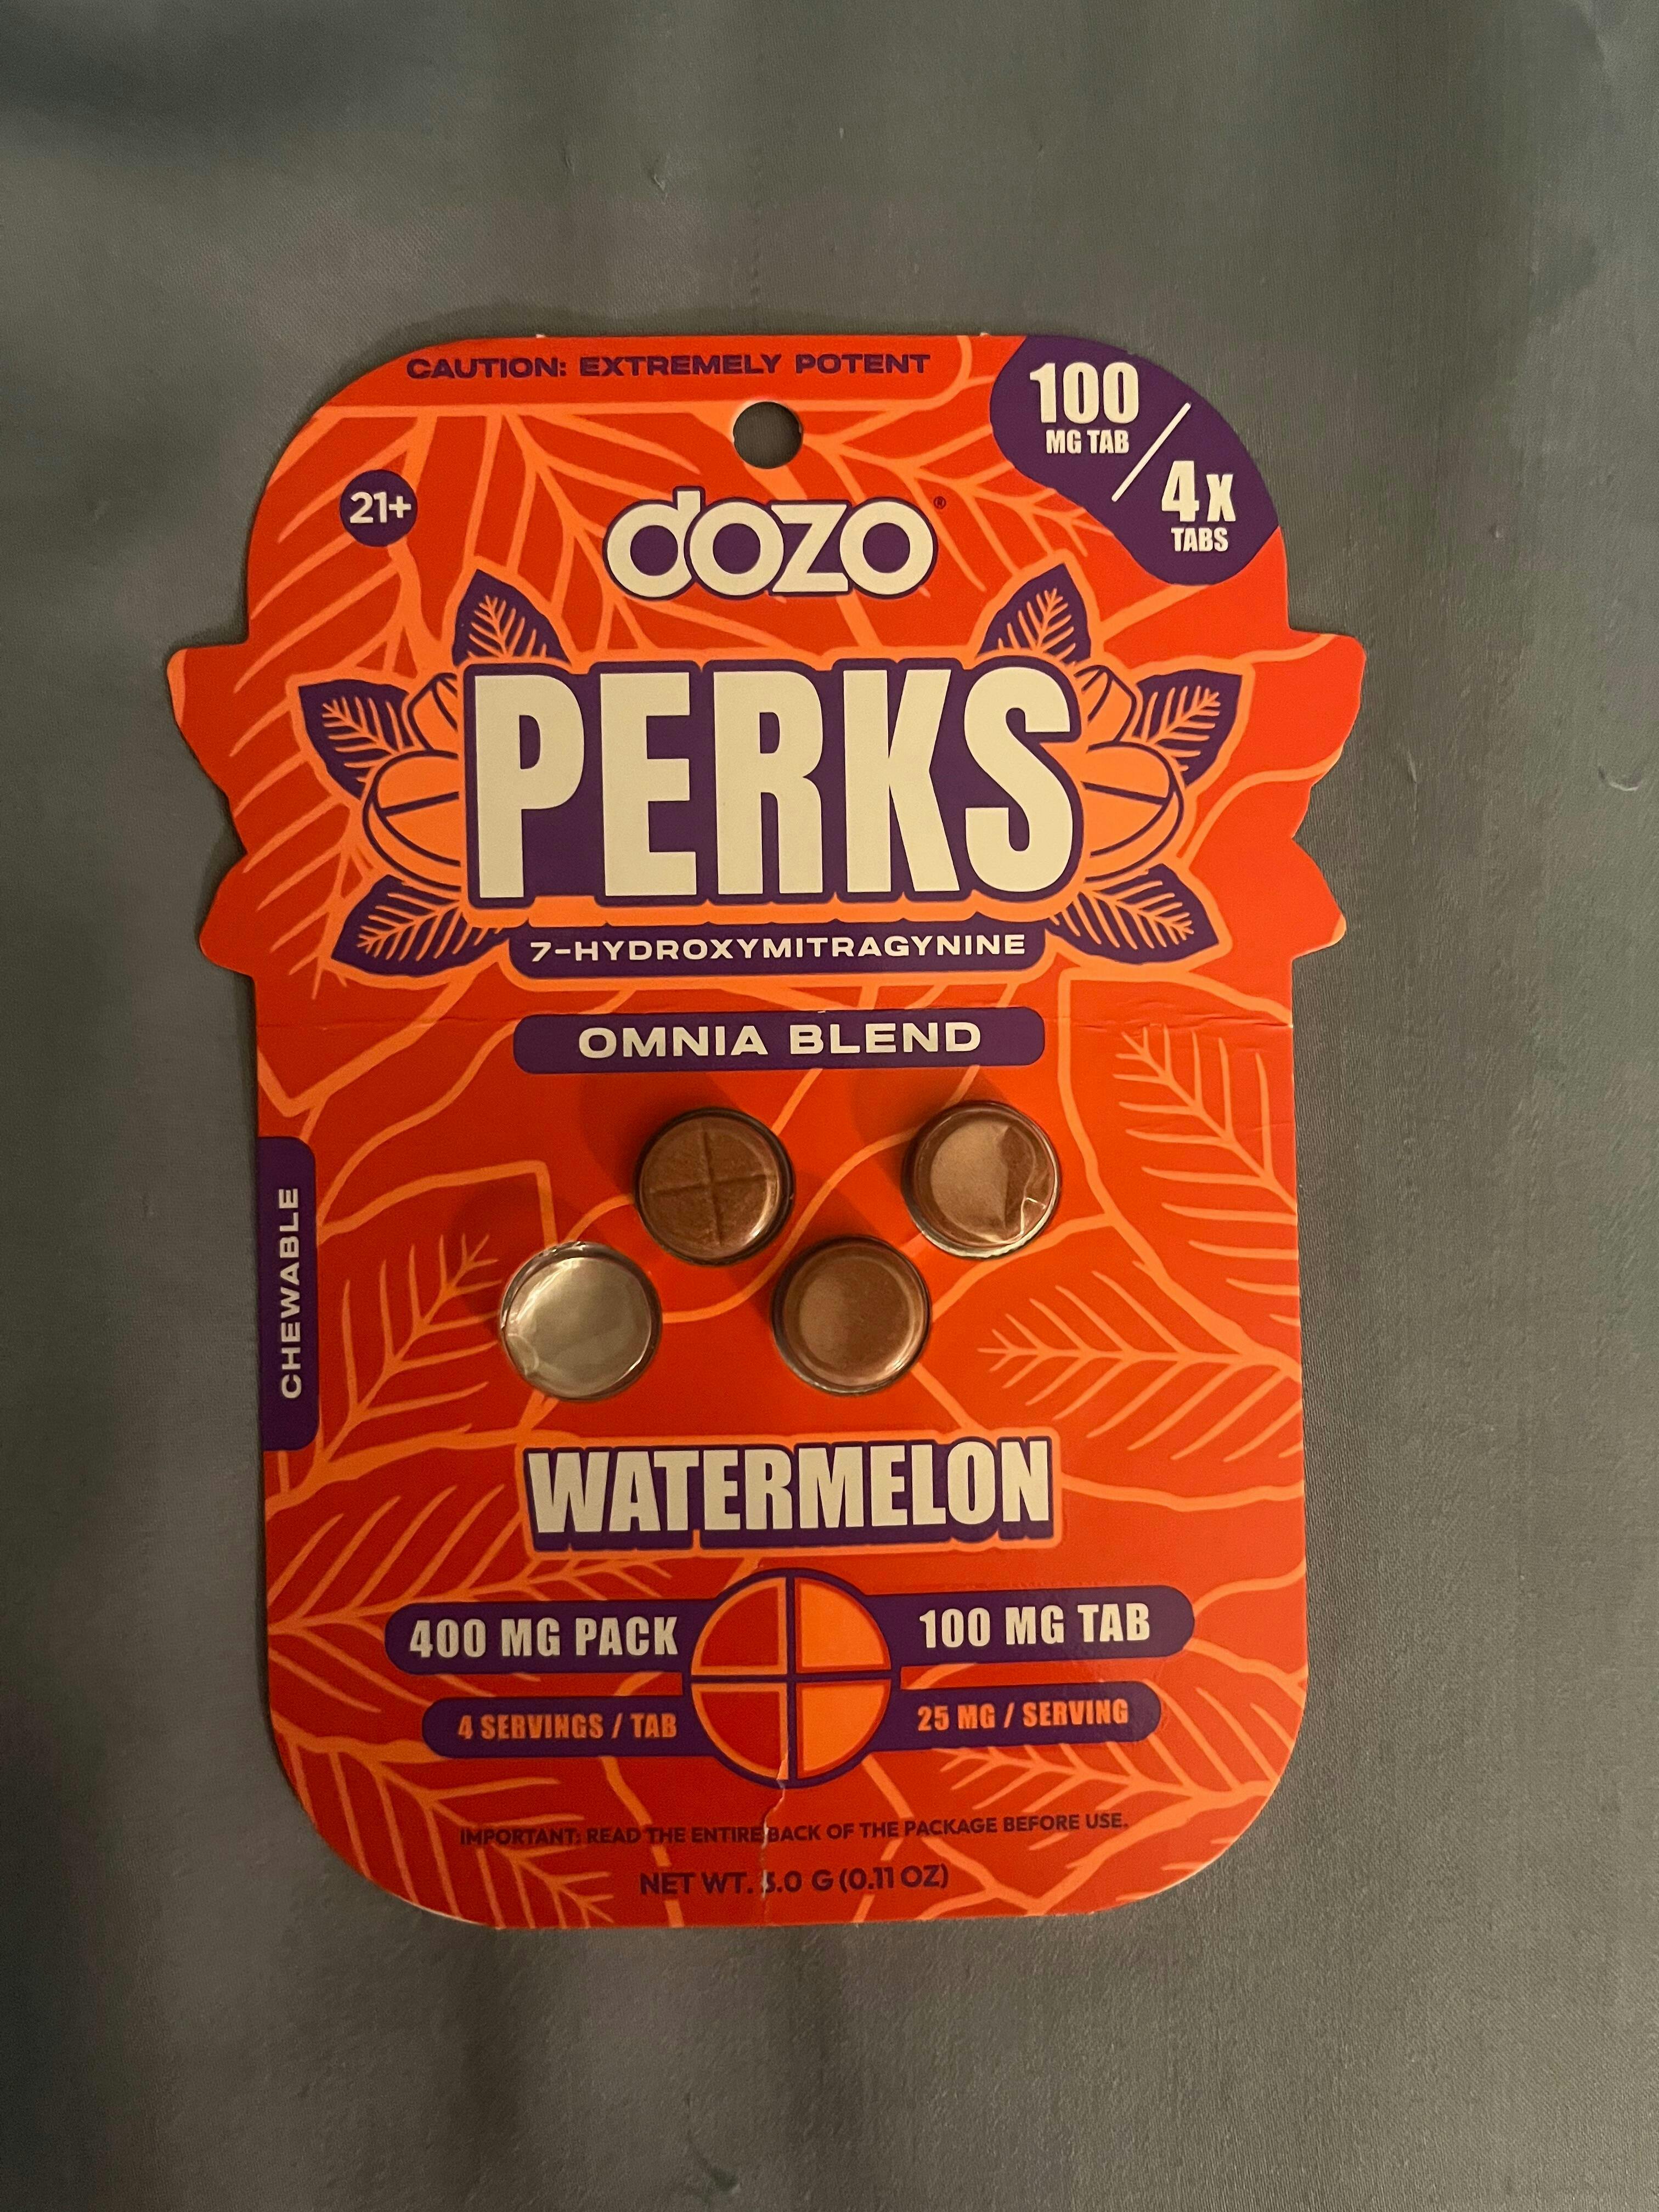 CAUTION: EXTREMELY POTENT
100
MG TAB
4X
TABS
21+
dozo®
PERKS
7-HYDROXYMITRAGYNINE
OMNIA BLEND
CHEWABLE
WATERMELON
400 MG PACK
100 MG TAB
4 SERVINGS / TAB
25 MG / SERVING
IMPORTANT: READ THE ENTIRE BACK OF THE PACKAGE BEFORE USE.
NET WT. 3.0 G (0.11 OZ)